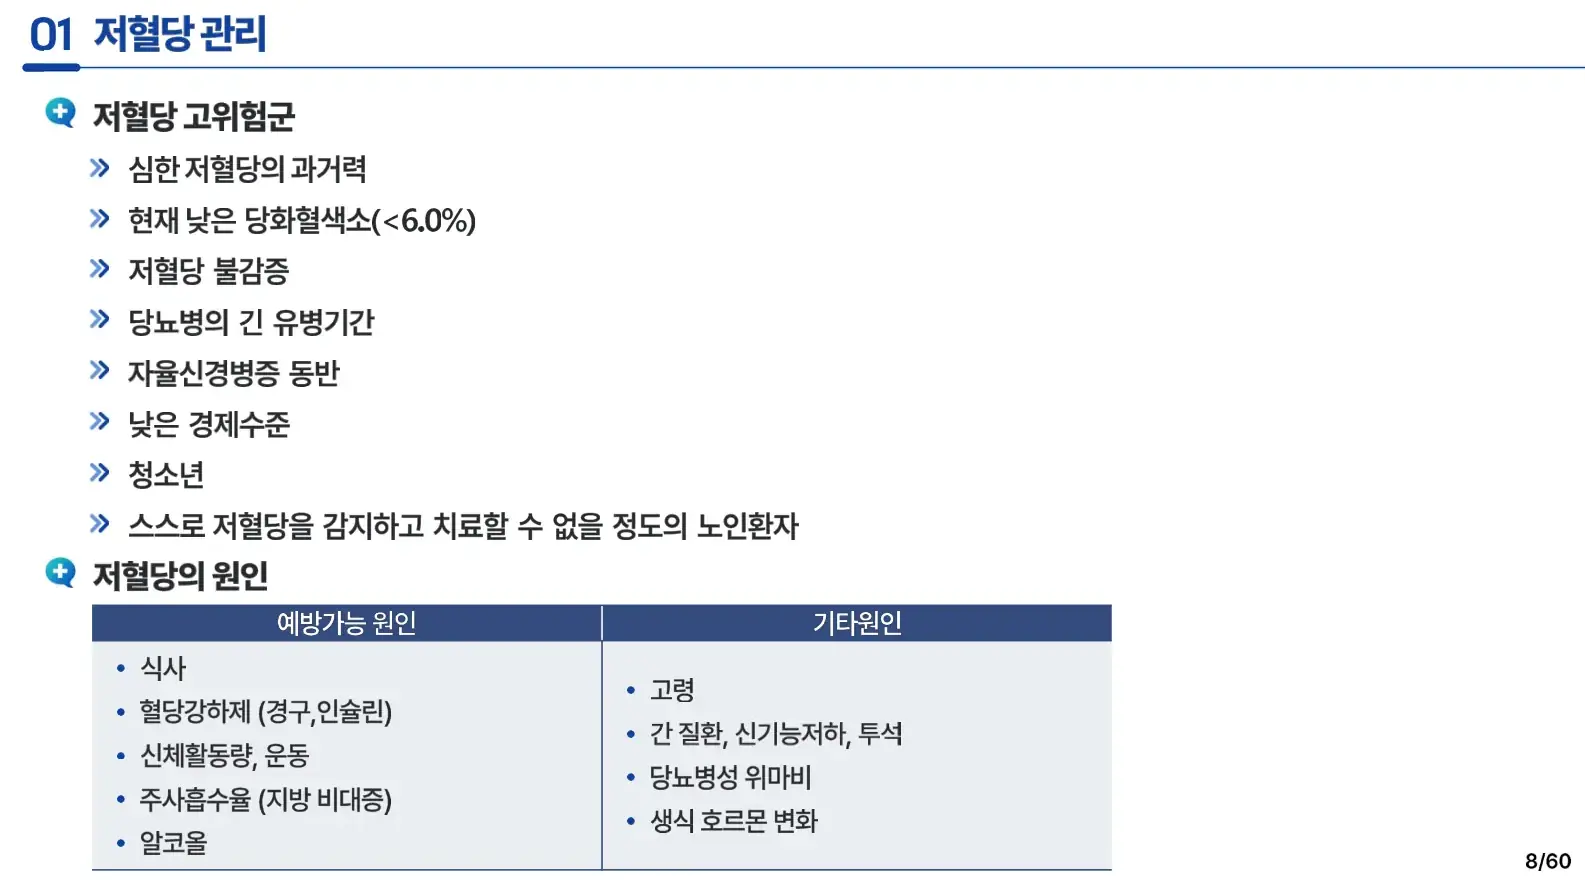 01 저혈당 관리
저혈당 고위험군
심한 저혈당의 과거력
현재 낮은 당화혈색소(<6.0%)
저혈당 불감증
당뇨병의 긴 유병기간
자율신경병증 동반
낮은 경제수준
청소년
스스로 저혈당을 감지하고 치료할 수 없을 정도의 노인환자
저혈당의 원인
예방가능 원인
• 식사
• 혈당강하제 (경구,인슐린)
• 신체활동량, 운동
• 주사흡수율 (지방 비대증)
• 알코올
기타원인
• 고령
• 간 질환, 신기능저하, 투석
• 당뇨병성 위마비
• 생식 호르몬 변화
8/60